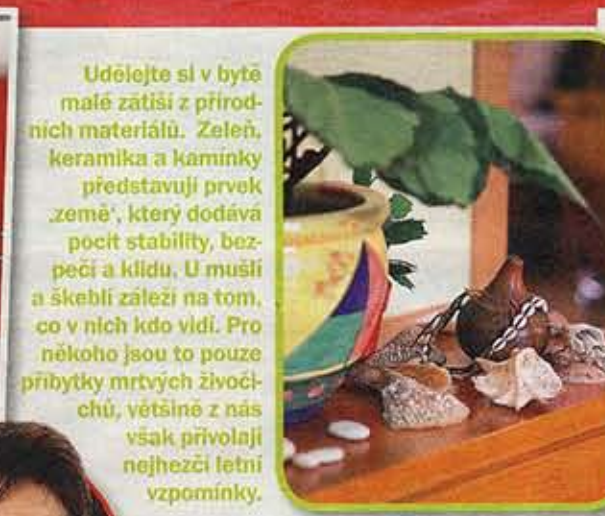 Udělejte si v bytě
malé zátiší z přírod-
ních materiálů. Zeleň,
keramika a kamínky
představují prvek
‚země‘, který dodává
pocit stability, bez-
pečí a klidu. U mušlí
a škeblí záleží na tom,
co v nich kdo vidí. Pro
někoho jsou to pouze
příbytky mrtvých živoči-
chů, většině z nás
však přivolají
nejhezčí letní
vzpomínky.